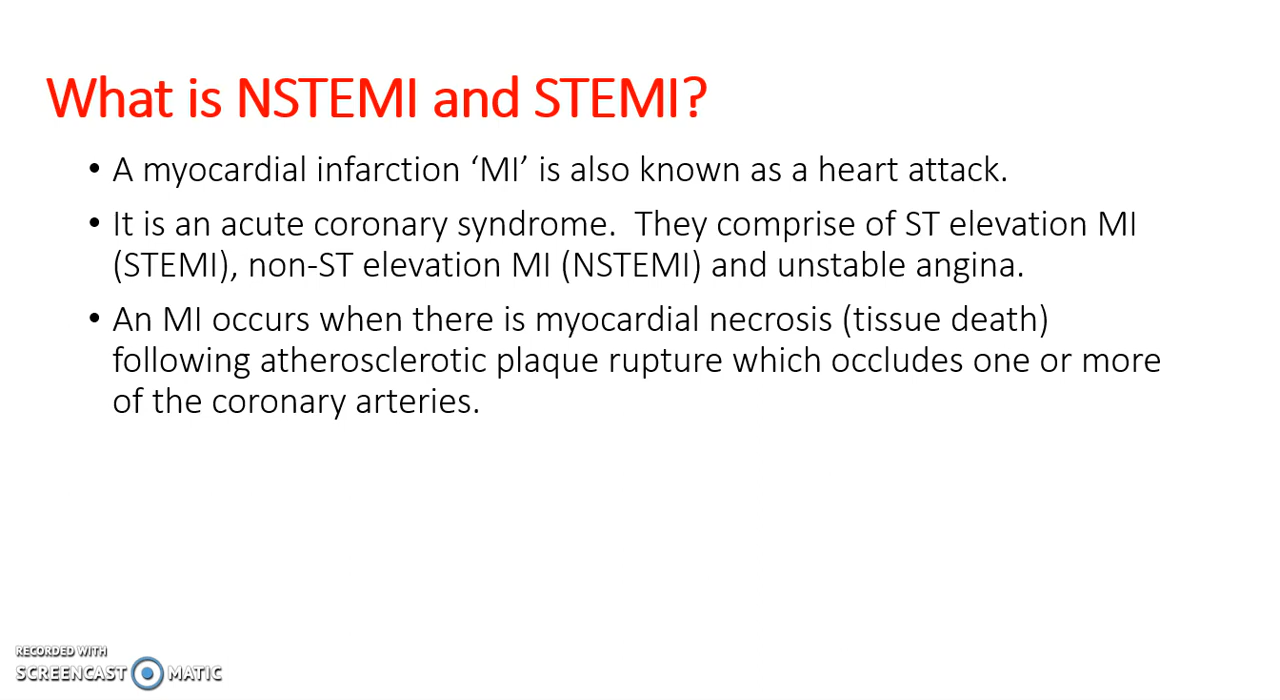 What is NSTEMI and STEMI?
• A myocardial infarction ‘MI’ is also known as a heart attack.
• It is an acute coronary syndrome.  They comprise of ST elevation MI
(STEMI), non-ST elevation MI (NSTEMI) and unstable angina.
• An MI occurs when there is myocardial necrosis (tissue death)
following atherosclerotic plaque rupture which occludes one or more
of the coronary arteries.
RECORDED WITH
SCREENCAST MATIC